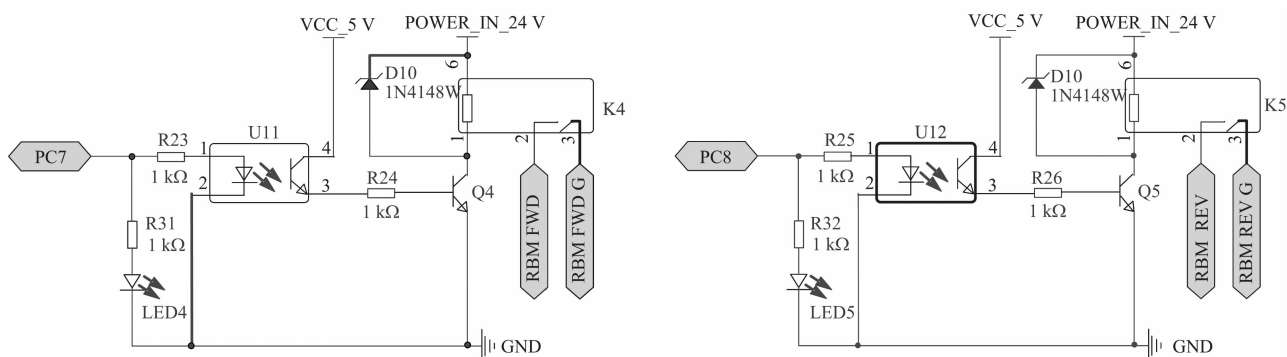 VCC_5 V
POWER_IN_24 V
6
D10
1N4148W
K4
1
2
3
PC7
R23
1 kΩ
U11
1
2
4
3
R24
1 kΩ
Q4
R31
1 kΩ
LED4
RBM FWD
RBM FWD G
GND
VCC_5 V
POWER_IN_24 V
6
D10
1N4148W
K5
1
2
3
PC8
R25
1 kΩ
U12
1
2
4
3
R26
1 kΩ
Q5
R32
1 kΩ
LED5
RBM REV
RBM REV G
GND